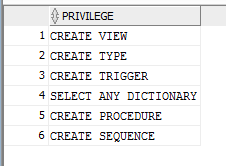 PRIVILEGE
1 CREATE VIEW
2 CREATE TYPE
3 CREATE TRIGGER
4 SELECT ANY DICTIONARY
5 CREATE PROCEDURE
6 CREATE SEQUENCE